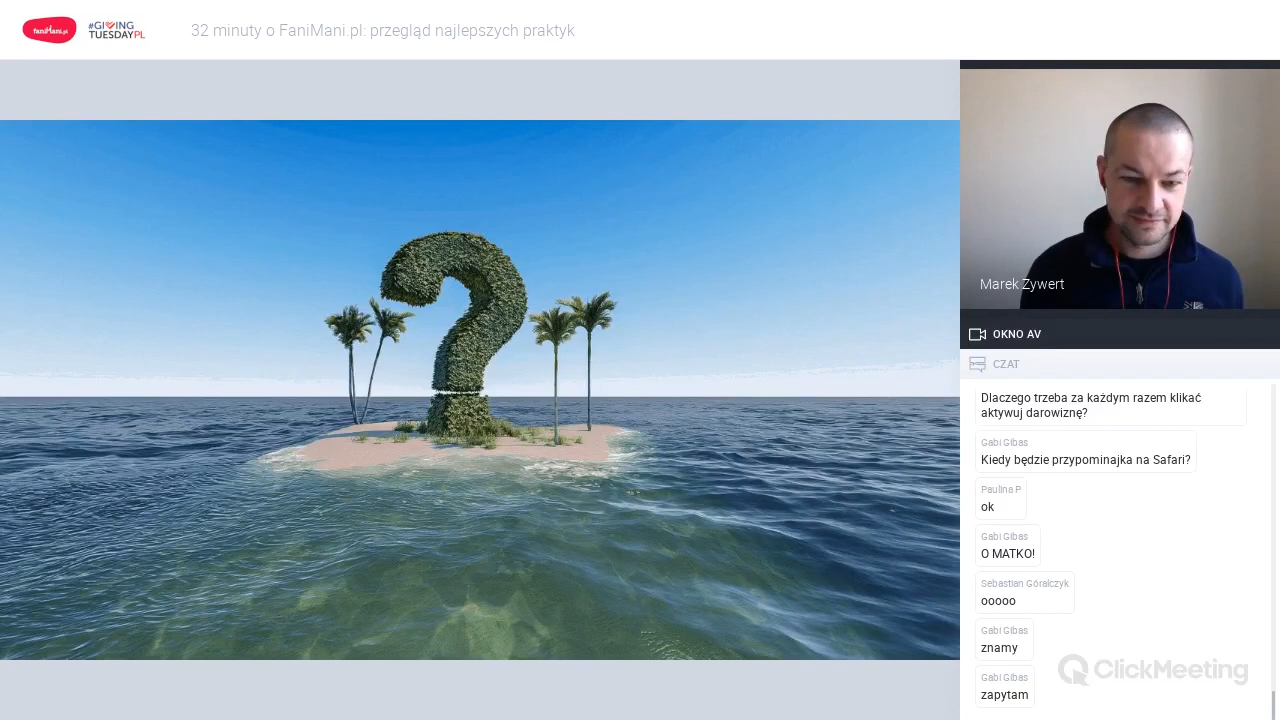 faniMani.pl
#GIVING
TUESDAYPL
32 minuty o FaniMani.pl: przegląd najlepszych praktyk
Marek Zywert
OKNO AV
CZAT
Dlaczego trzeba za każdym razem klikać
aktywuj darowiznę?
Gabi Gibas
Kiedy będzie przypominajka na Safari?
Paulina P
ok
Gabi Gibas
O MATKO!
Sebastian Góralczyk
ooooo
Gabi Gibas
znamy
Gabi Gibas
zapytam
ClickMeeting